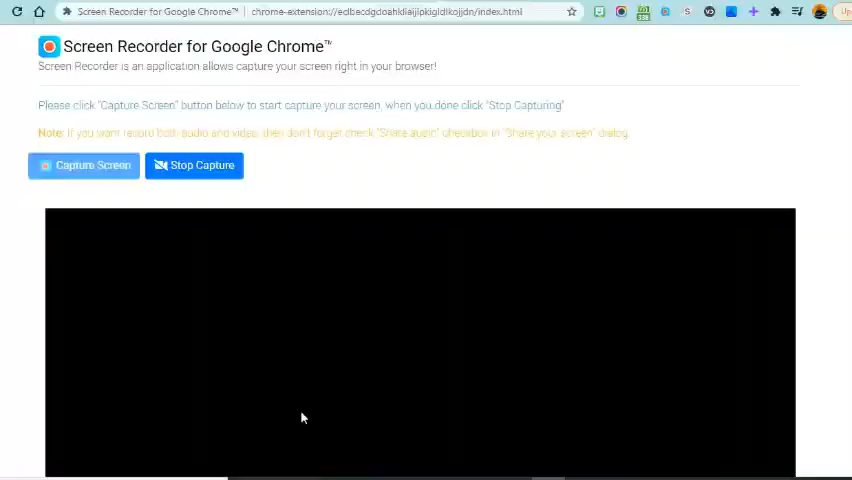 Screen Recorder for Google Chrome™ | chrome-extension://eclbecdgcloahkliaijjlpkigldlkojjdn/index.html
Screen Recorder for Google Chrome™
Screen Recorder is an application allows capture your screen right in your browser!
Please click "Capture Screen" button below to start capture your screen, when you done click "Stop Capturing"
Note: If you want record both audio and video, then don't forget check "Share audio" checkbox in "Share your screen" dialog.
Capture Screen Stop Capture